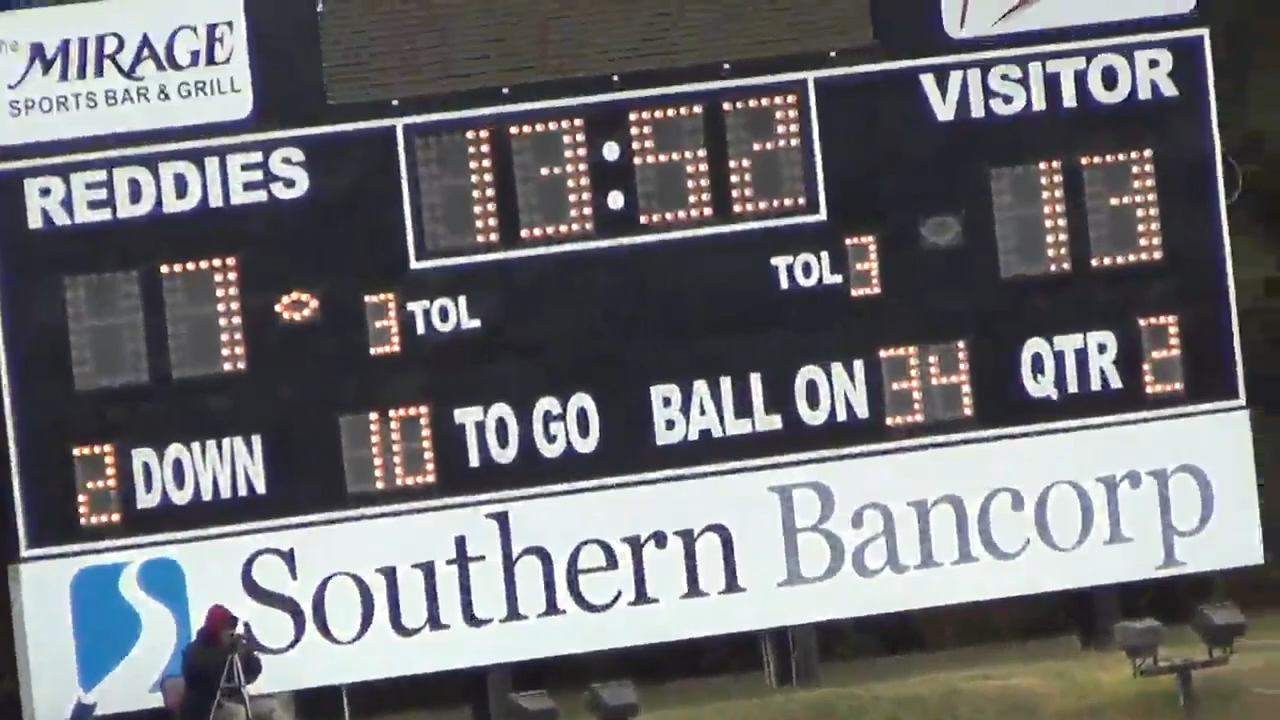 the
MIRAGE
SPORTS BAR & GRILL
REDDIES
13:52
VISITOR
7
3 TOL
TOL 3
13
2 DOWN
10 TO GO
BALL ON 34
QTR 2
Southern Bancorp